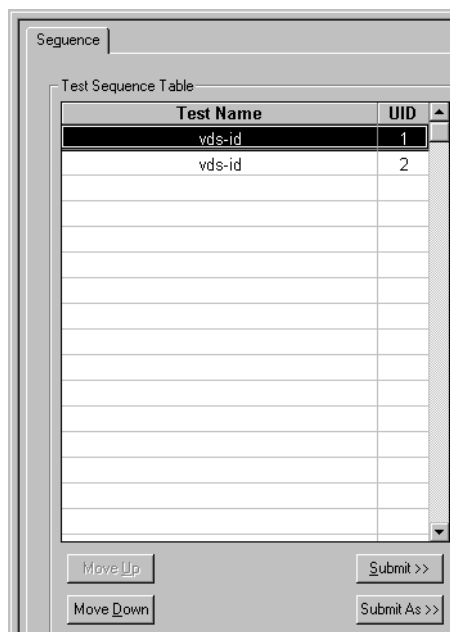 Seguence
Test Sequence Table
Test Name UID
vds-id 1
vds-id 2
Move Up Submit >>
Move Down Submit As >>